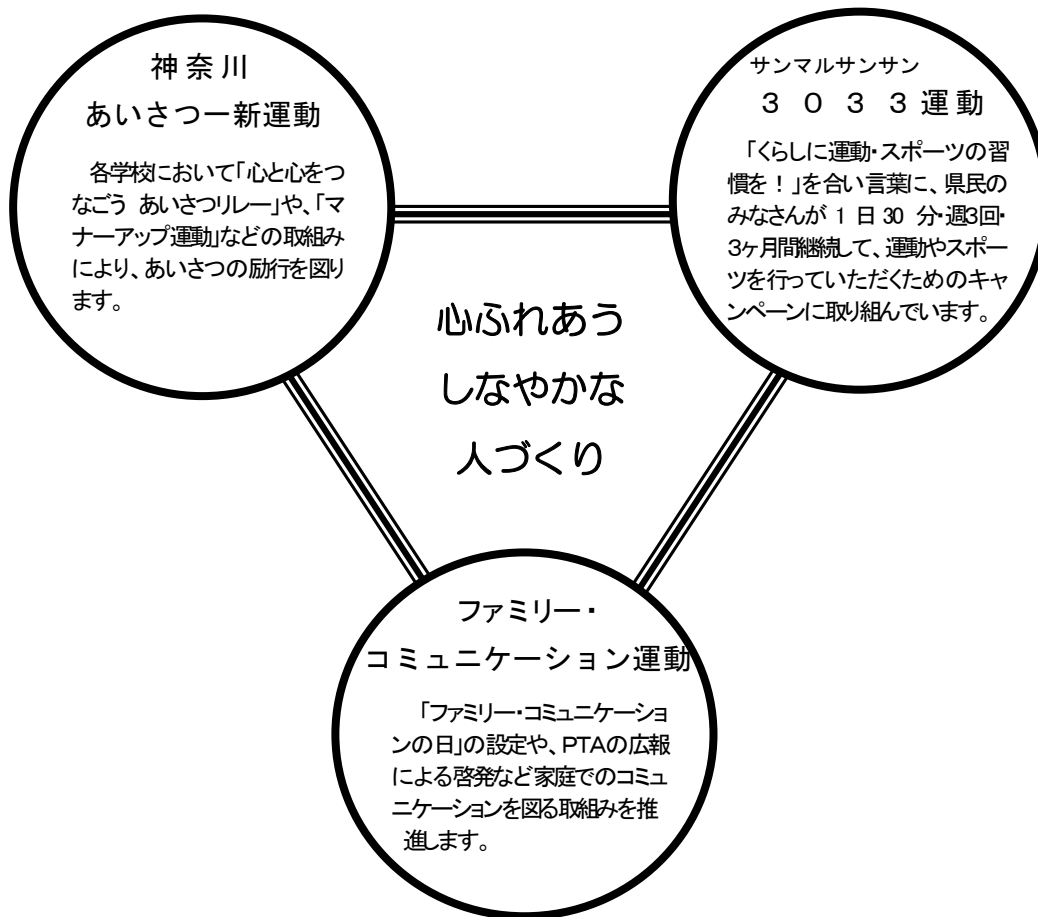 神奈川
あいさつ一新運動
各学校において「心と心をつ
なごう あいさつリレー」や、「マ
ナーアップ運動」などの取組み
により、あいさつの励行を図り
ます。
サンマルサンサン
3033運動
「くらしに運動・スポーツの習
慣を!」を合い言葉に、県民の
みなさんが 1 日 30 分・週3回・
3ヶ月間継続して、運動やスポー
ツを行っていただくためのキャ
ンペーンに取り組んでいます。
心ふれあう
しなやかな
人づくり
ファミリー・
コミュニケーション運動
「ファミリー・コミュニケーショ
ンの日」の設定や、PTAの広報
による啓発など家庭でのコミュ
ニケーションを図る取組みを推
進します。